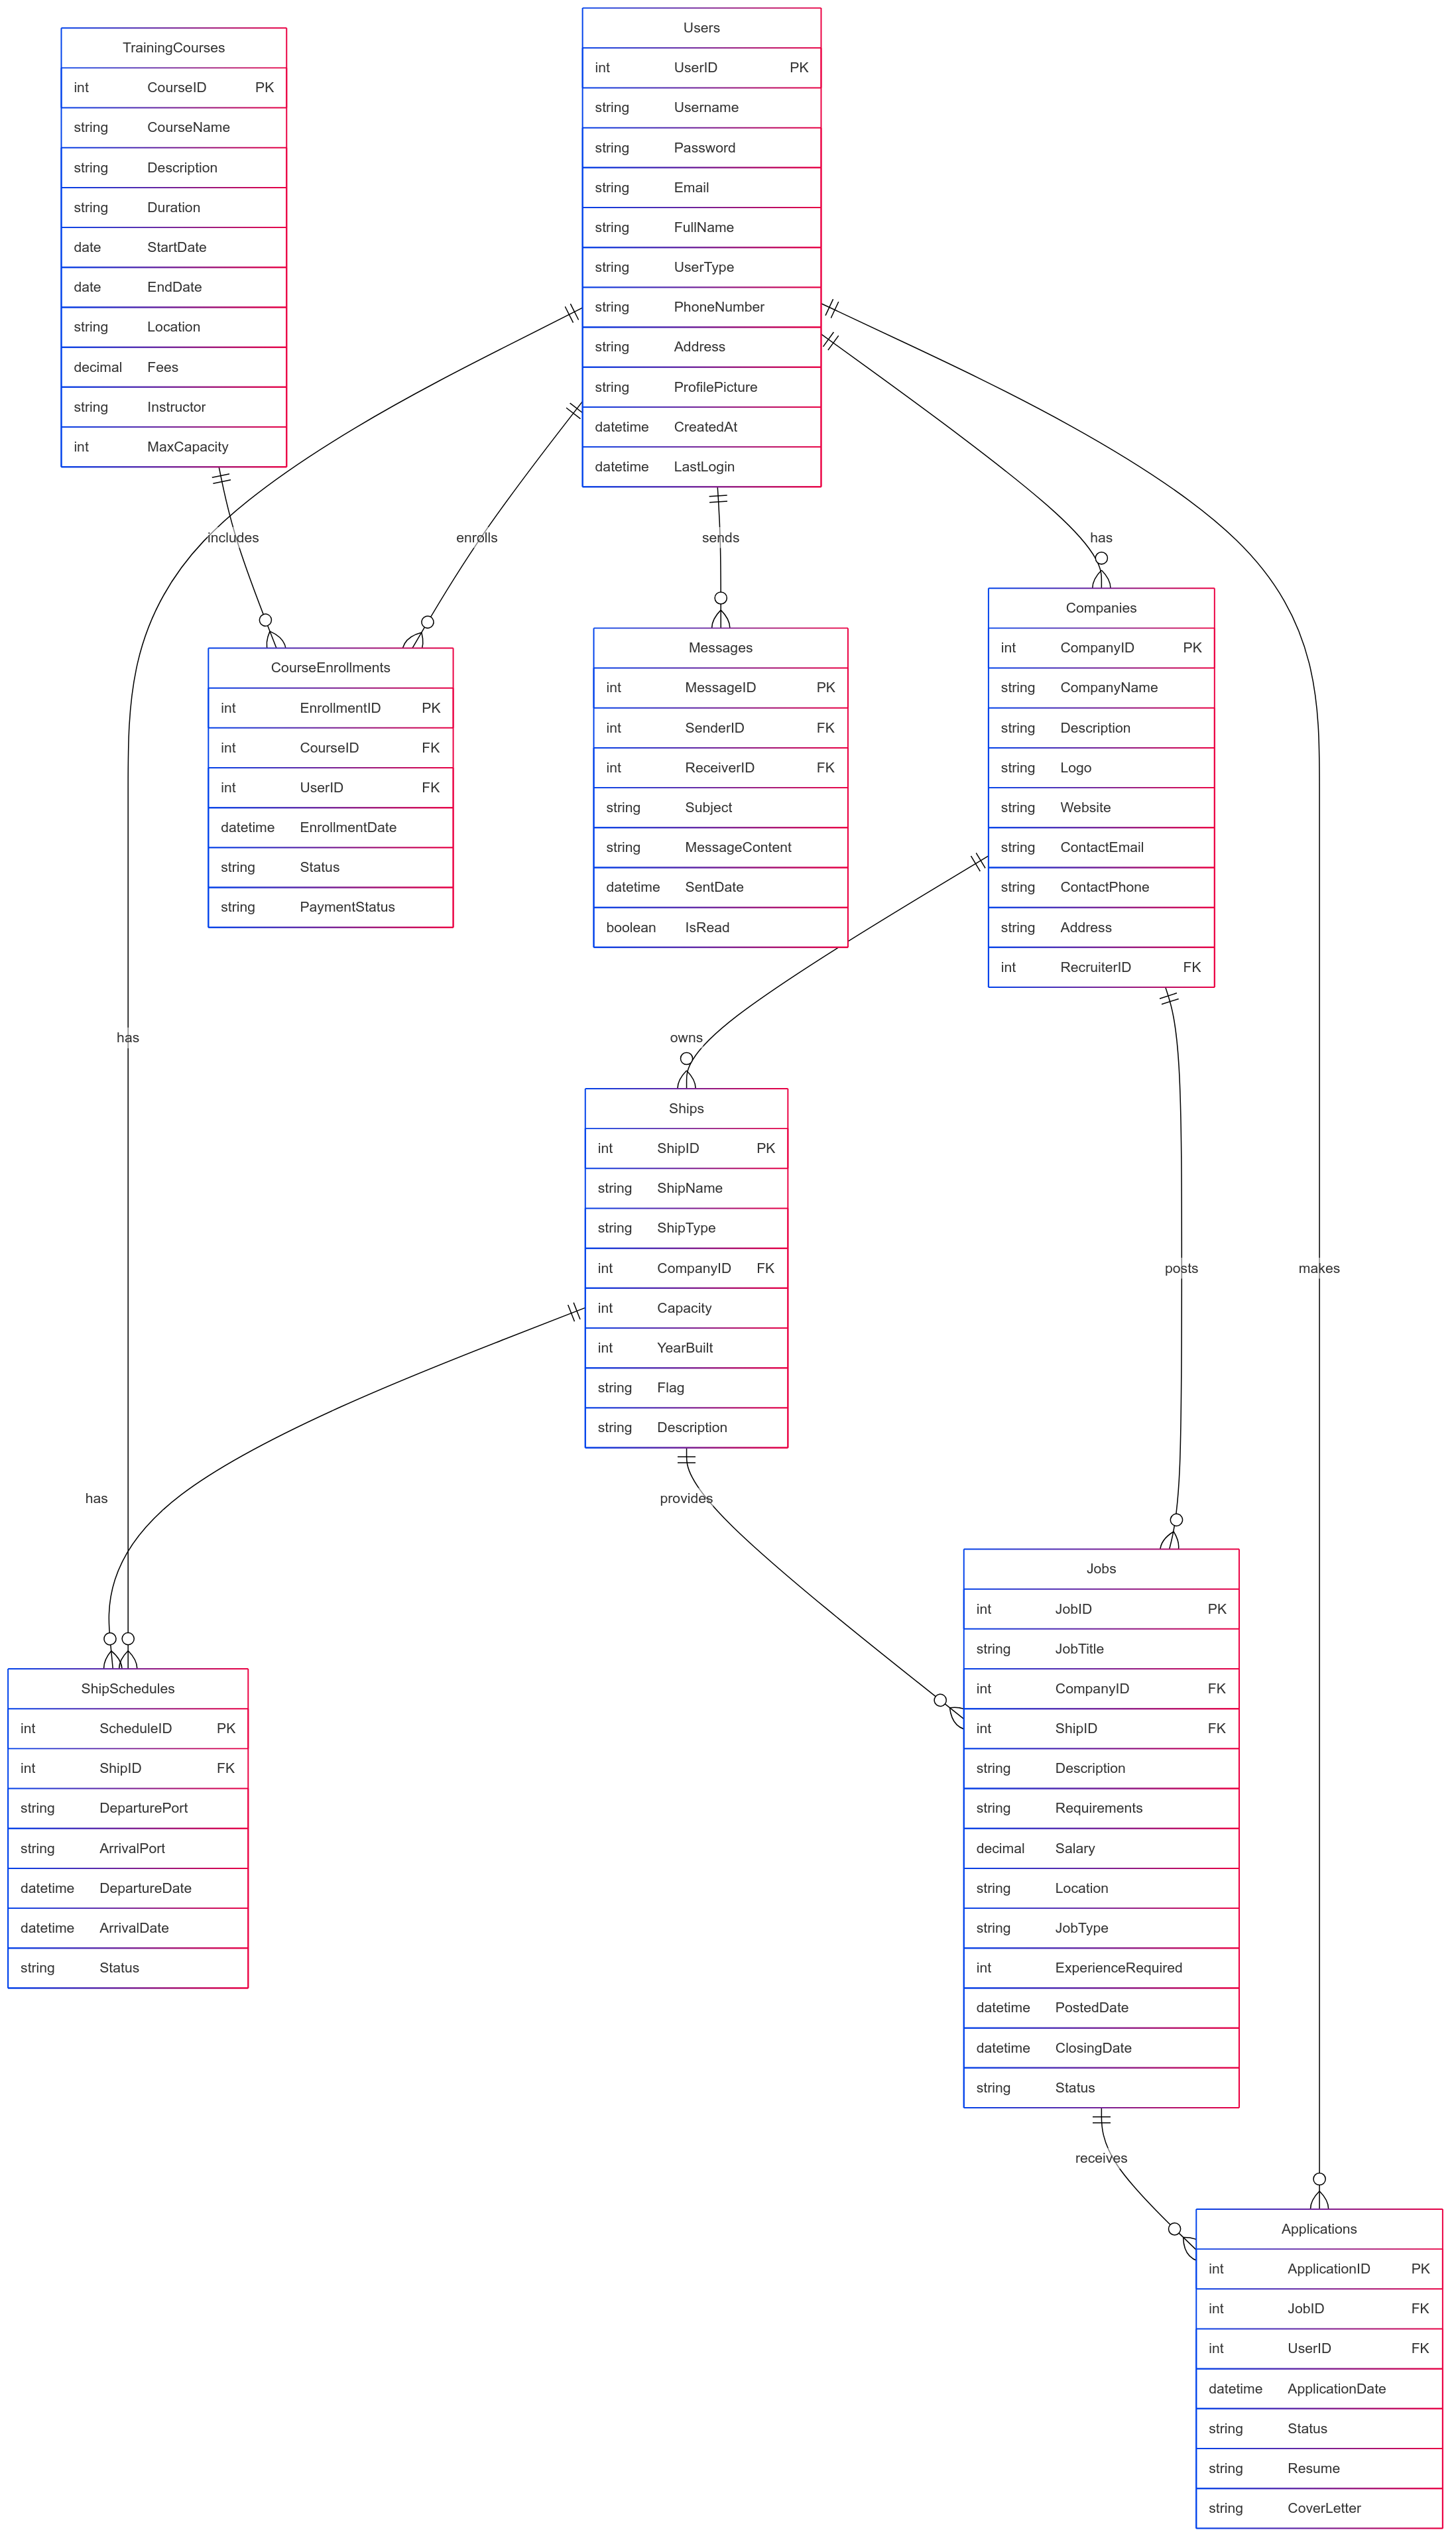 TrainingCourses
int CourseID PK
string CourseName
string Description
string Duration
date StartDate
date EndDate
string Location
decimal Fees
string Instructor
int MaxCapacity
Users
int UserID PK
string Username
string Password
string Email
string FullName
string UserType
string PhoneNumber
string Address
string ProfilePicture
datetime CreatedAt
datetime LastLogin
includes
enrolls
sends
has
CourseEnrollments
int EnrollmentID PK
int CourseID FK
int UserID FK
datetime EnrollmentDate
string Status
string PaymentStatus
Messages
int MessageID PK
int SenderID FK
int ReceiverID FK
string Subject
string MessageContent
datetime SentDate
boolean IsRead
Companies
int CompanyID PK
string CompanyName
string Description
string Logo
string Website
string ContactEmail
string ContactPhone
string Address
int RecruiterID FK
has
owns
Ships
int ShipID PK
string ShipName
string ShipType
int CompanyID FK
int Capacity
int YearBuilt
string Flag
string Description
posts
makes
has
provides
ShipSchedules
int ScheduleID PK
int ShipID FK
string DeparturePort
string ArrivalPort
datetime DepartureDate
datetime ArrivalDate
string Status
Jobs
int JobID PK
string JobTitle
int CompanyID FK
int ShipID FK
string Description
string Requirements
decimal Salary
string Location
string JobType
int ExperienceRequired
datetime PostedDate
datetime ClosingDate
string Status
receives
Applications
int ApplicationID PK
int JobID FK
int UserID FK
datetime ApplicationDate
string Status
string Resume
string CoverLetter